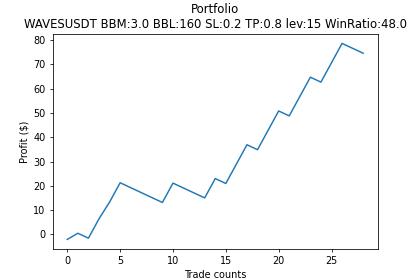 Portfolio
WAVESUSDT BBM:3.0 BBL:160 SL:0.2 TP:0.8 lev:15 WinRatio:48.0
80
70
60
50
40
30
20
10
0
Profit ($)
0 5 10 15 20 25
Trade counts